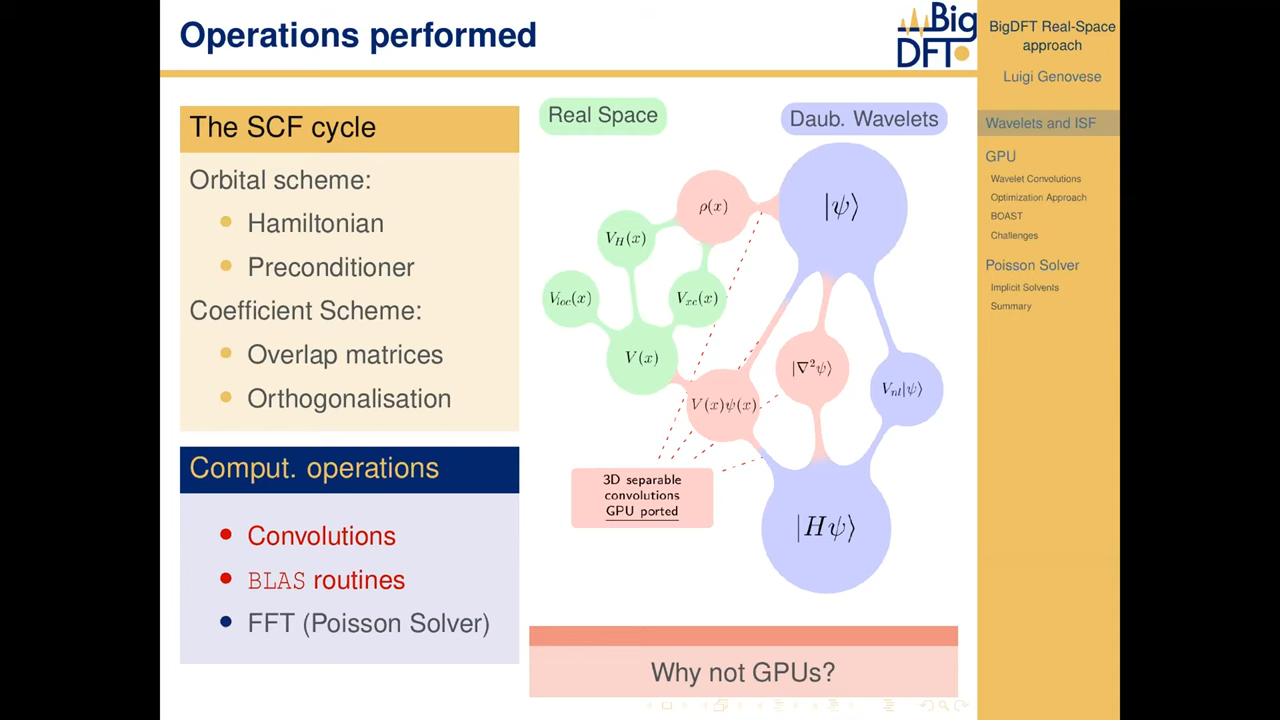 Operations performed
Big
DFT
The SCF cycle
Orbital scheme:
Hamiltonian
Preconditioner
Coefficient Scheme:
Overlap matrices
Orthogonalisation
Comput. operations
Convolutions
BLAS routines
FFT (Poisson Solver)
Real Space
Daub. Wavelets
ρ(x)
|ψ⟩
V_H(x)
V_loc(x)
V_xc(x)
V(x)
|∇²ψ⟩
V_nl|ψ⟩
V(x)ψ(x)
3D separable
convolutions
GPU ported
|Hψ⟩
Why not GPUs?
BigDFT Real-Space
approach
Luigi Genovese
Wavelets and ISF
GPU
Wavelet Convolutions
Optimization Approach
BOAST
Challenges
Poisson Solver
Implicit Solvents
Summary